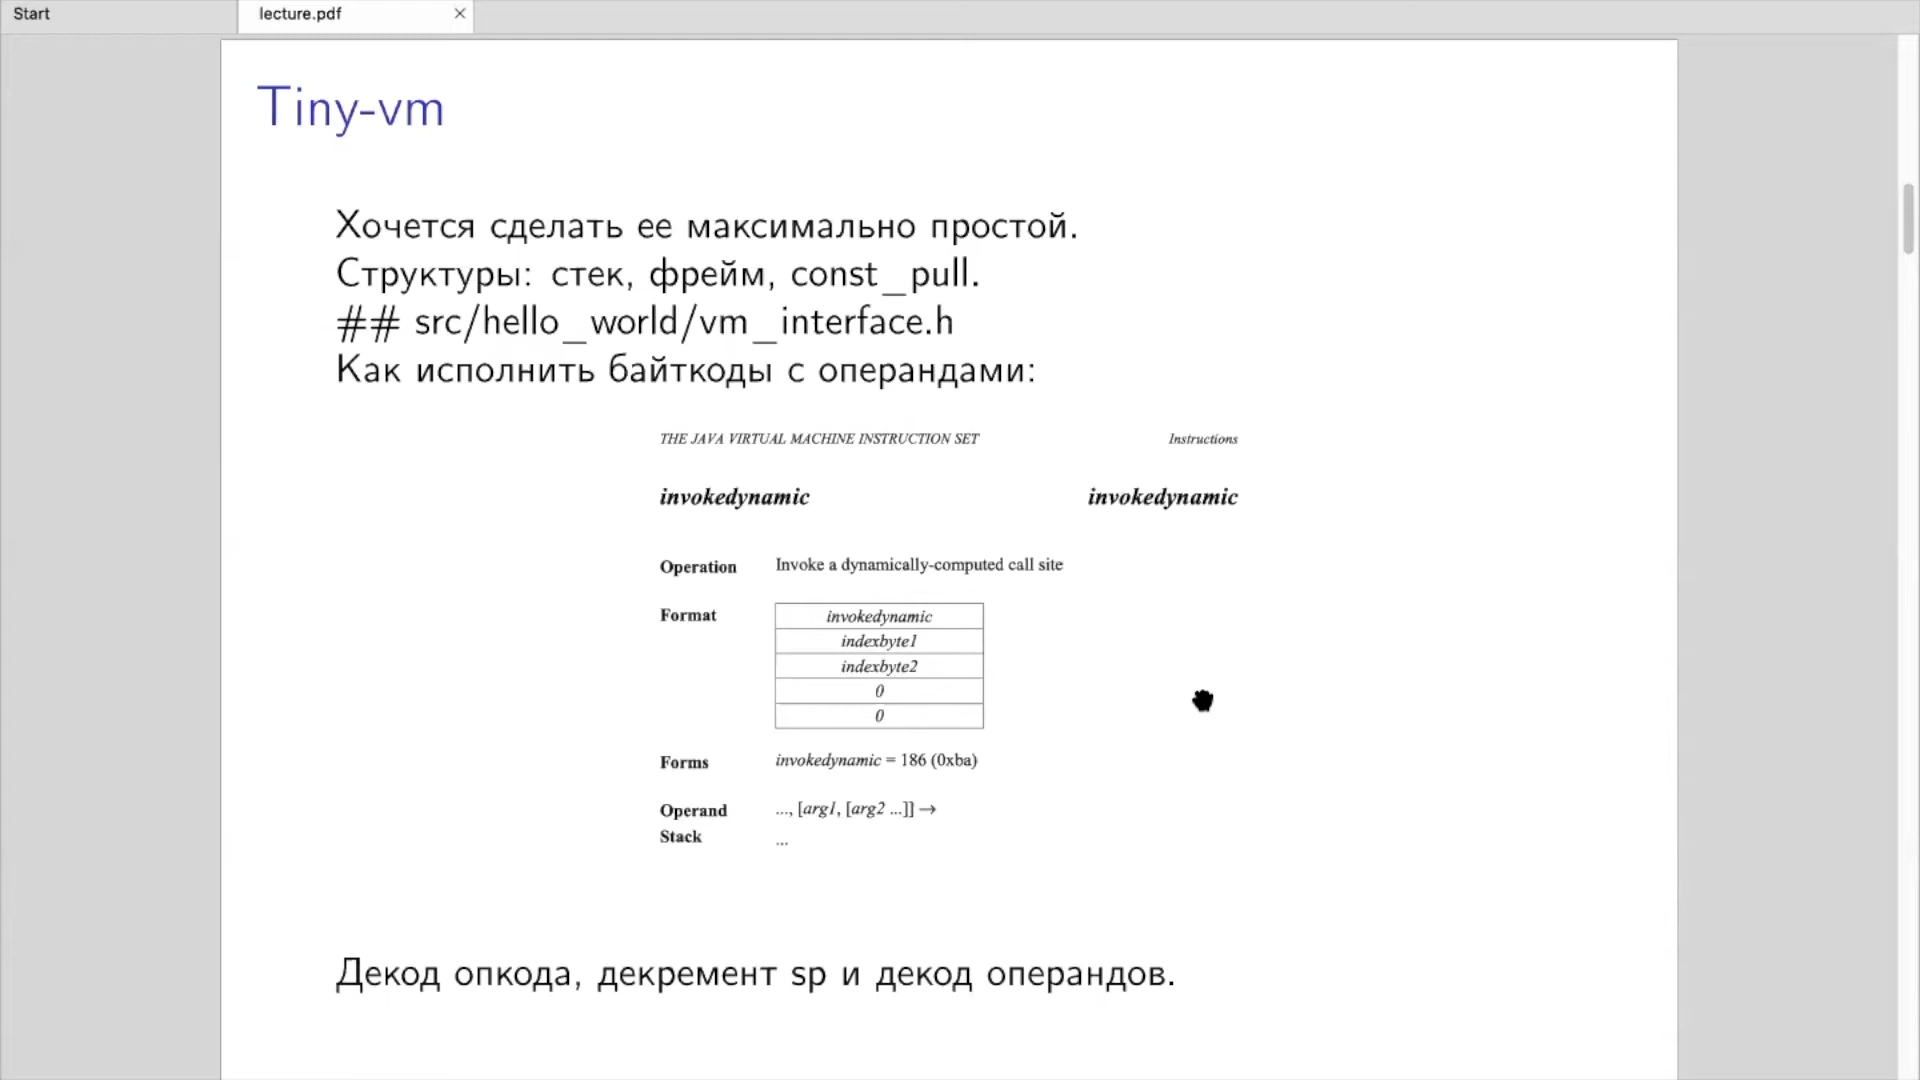 Start
lecture.pdf
Tiny-vm
Хочется сделать ее максимально простой.
Структуры: стек, фрейм, const_pull.
## src/hello_world/vm_interface.h
Как исполнить байткоды с операндами:
THE JAVA VIRTUAL MACHINE INSTRUCTION SET Instructions
invokedynamic invokedynamic
Operation Invoke a dynamically-computed call site
Format invokedynamic
indexbyte1
indexbyte2
0
0
Forms invokedynamic = 186 (0xba)
Operand ..., [arg1, [arg2 ...]] →
Stack ...
Декод опкода, декремент sp и декод операндов.